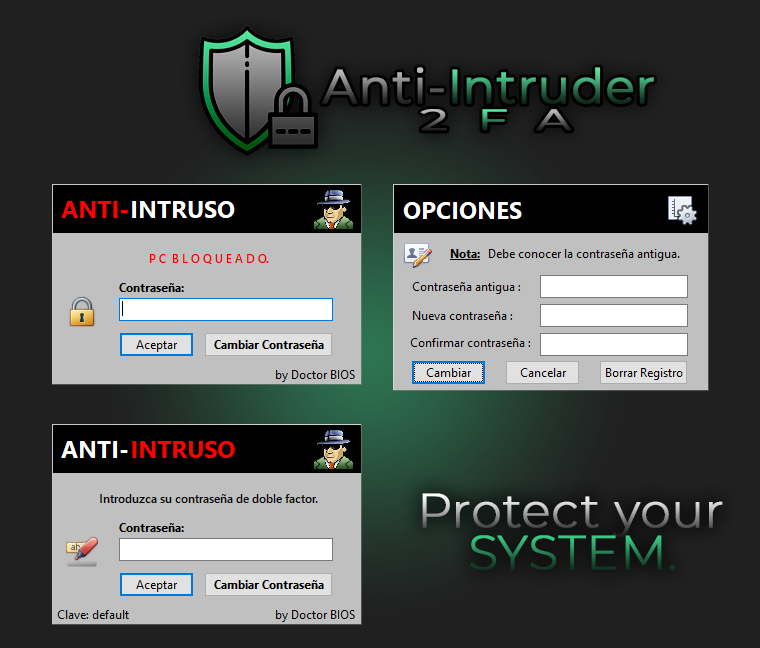 Anti-Intruder
2 F A
ANTI-INTRUSO
PC BLOQUEADO.
Contraseña:
Aceptar
Cambiar Contraseña
by Doctor BIOS
OPCIONES
Nota: Debe conocer la contraseña antigua.
Contraseña antigua :
Nueva contraseña :
Confirmar contraseña :
Cambiar
Cancelar
Borrar Registro
ANTI-INTRUSO
Introduzca su contraseña de doble factor.
Contraseña:
ab
Aceptar
Cambiar Contraseña
Clave: default
by Doctor BIOS
Protect your
SYSTEM.